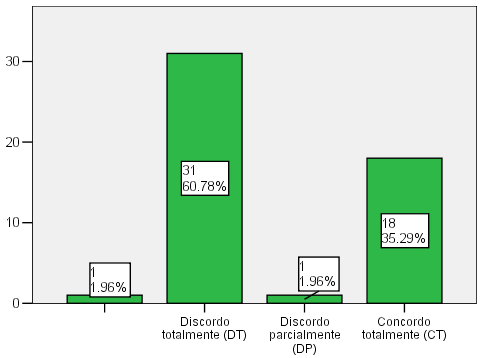 30
20
10
0
1
1.96%
31
60.78%
1
1.96%
18
35.29%
Discordo
totalmente (DT)
Discordo
parcialmente
(DP)
Concordo
totalmente (CT)